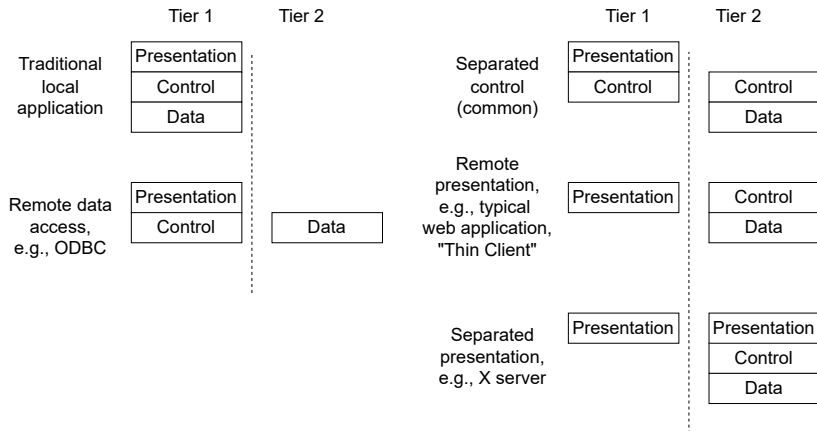 Tier 1
Tier 2
Traditional
local
application
Presentation
Control
Data
Remote data
access,
e.g., ODBC
Presentation
Control
Data
Tier 1
Tier 2
Separated
control
(common)
Presentation
Control
Control
Data
Remote
presentation,
e.g., typical
web application,
"Thin Client"
Presentation
Control
Data
Separated
presentation,
e.g., X server
Presentation
Presentation
Control
Data